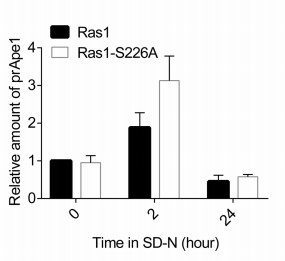 Ras1
Ras1-S226A
Relative amount of prApe1
4
3
2
1
0
0
2
24
Time in SD-N (hour)